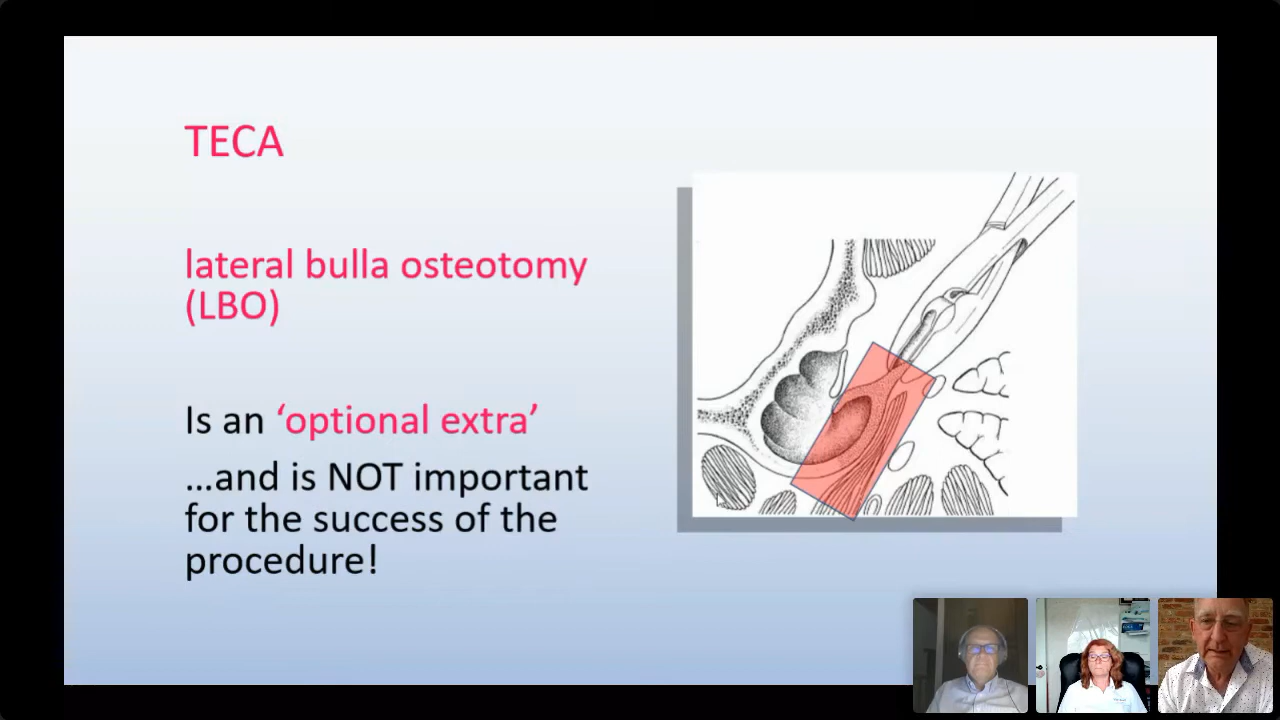 TECA
lateral bulla osteotomy
(LBO)
Is an ‘optional extra’
...and is NOT important
for the success of the
procedure!